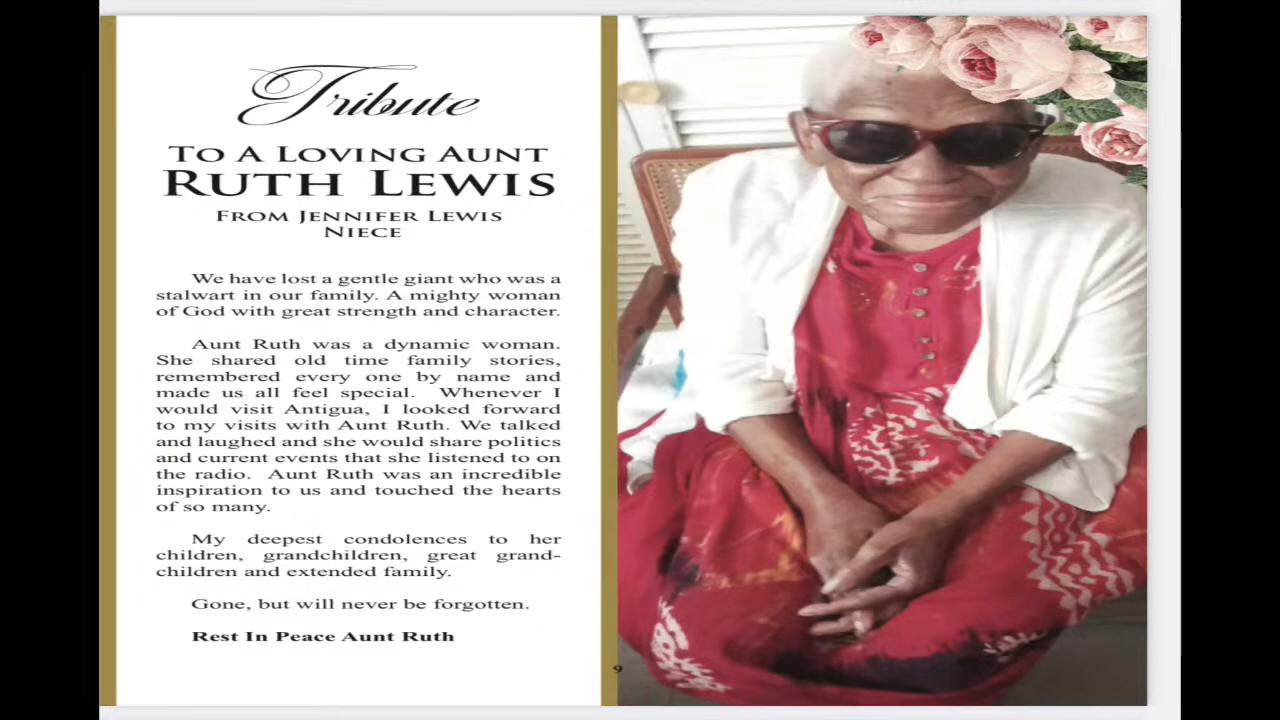 Tribute
TO A LOVING AUNT
RUTH LEWIS
FROM JENNIFER LEWIS
NIECE
We have lost a gentle giant who was a
stalwart in our family. A mighty woman
of God with great strength and character.
Aunt Ruth was a dynamic woman.
She shared old time family stories,
remembered every one by name and
made us all feel special. Whenever I
would visit Antigua, I looked forward
to my visits with Aunt Ruth. We talked
and laughed and she would share politics
and current events that she listened to on
the radio. Aunt Ruth was an incredible
inspiration to us and touched the hearts
of so many.
My deepest condolences to her
children, grandchildren, great grand-
children and extended family.
Gone, but will never be forgotten.
Rest In Peace Aunt Ruth
9